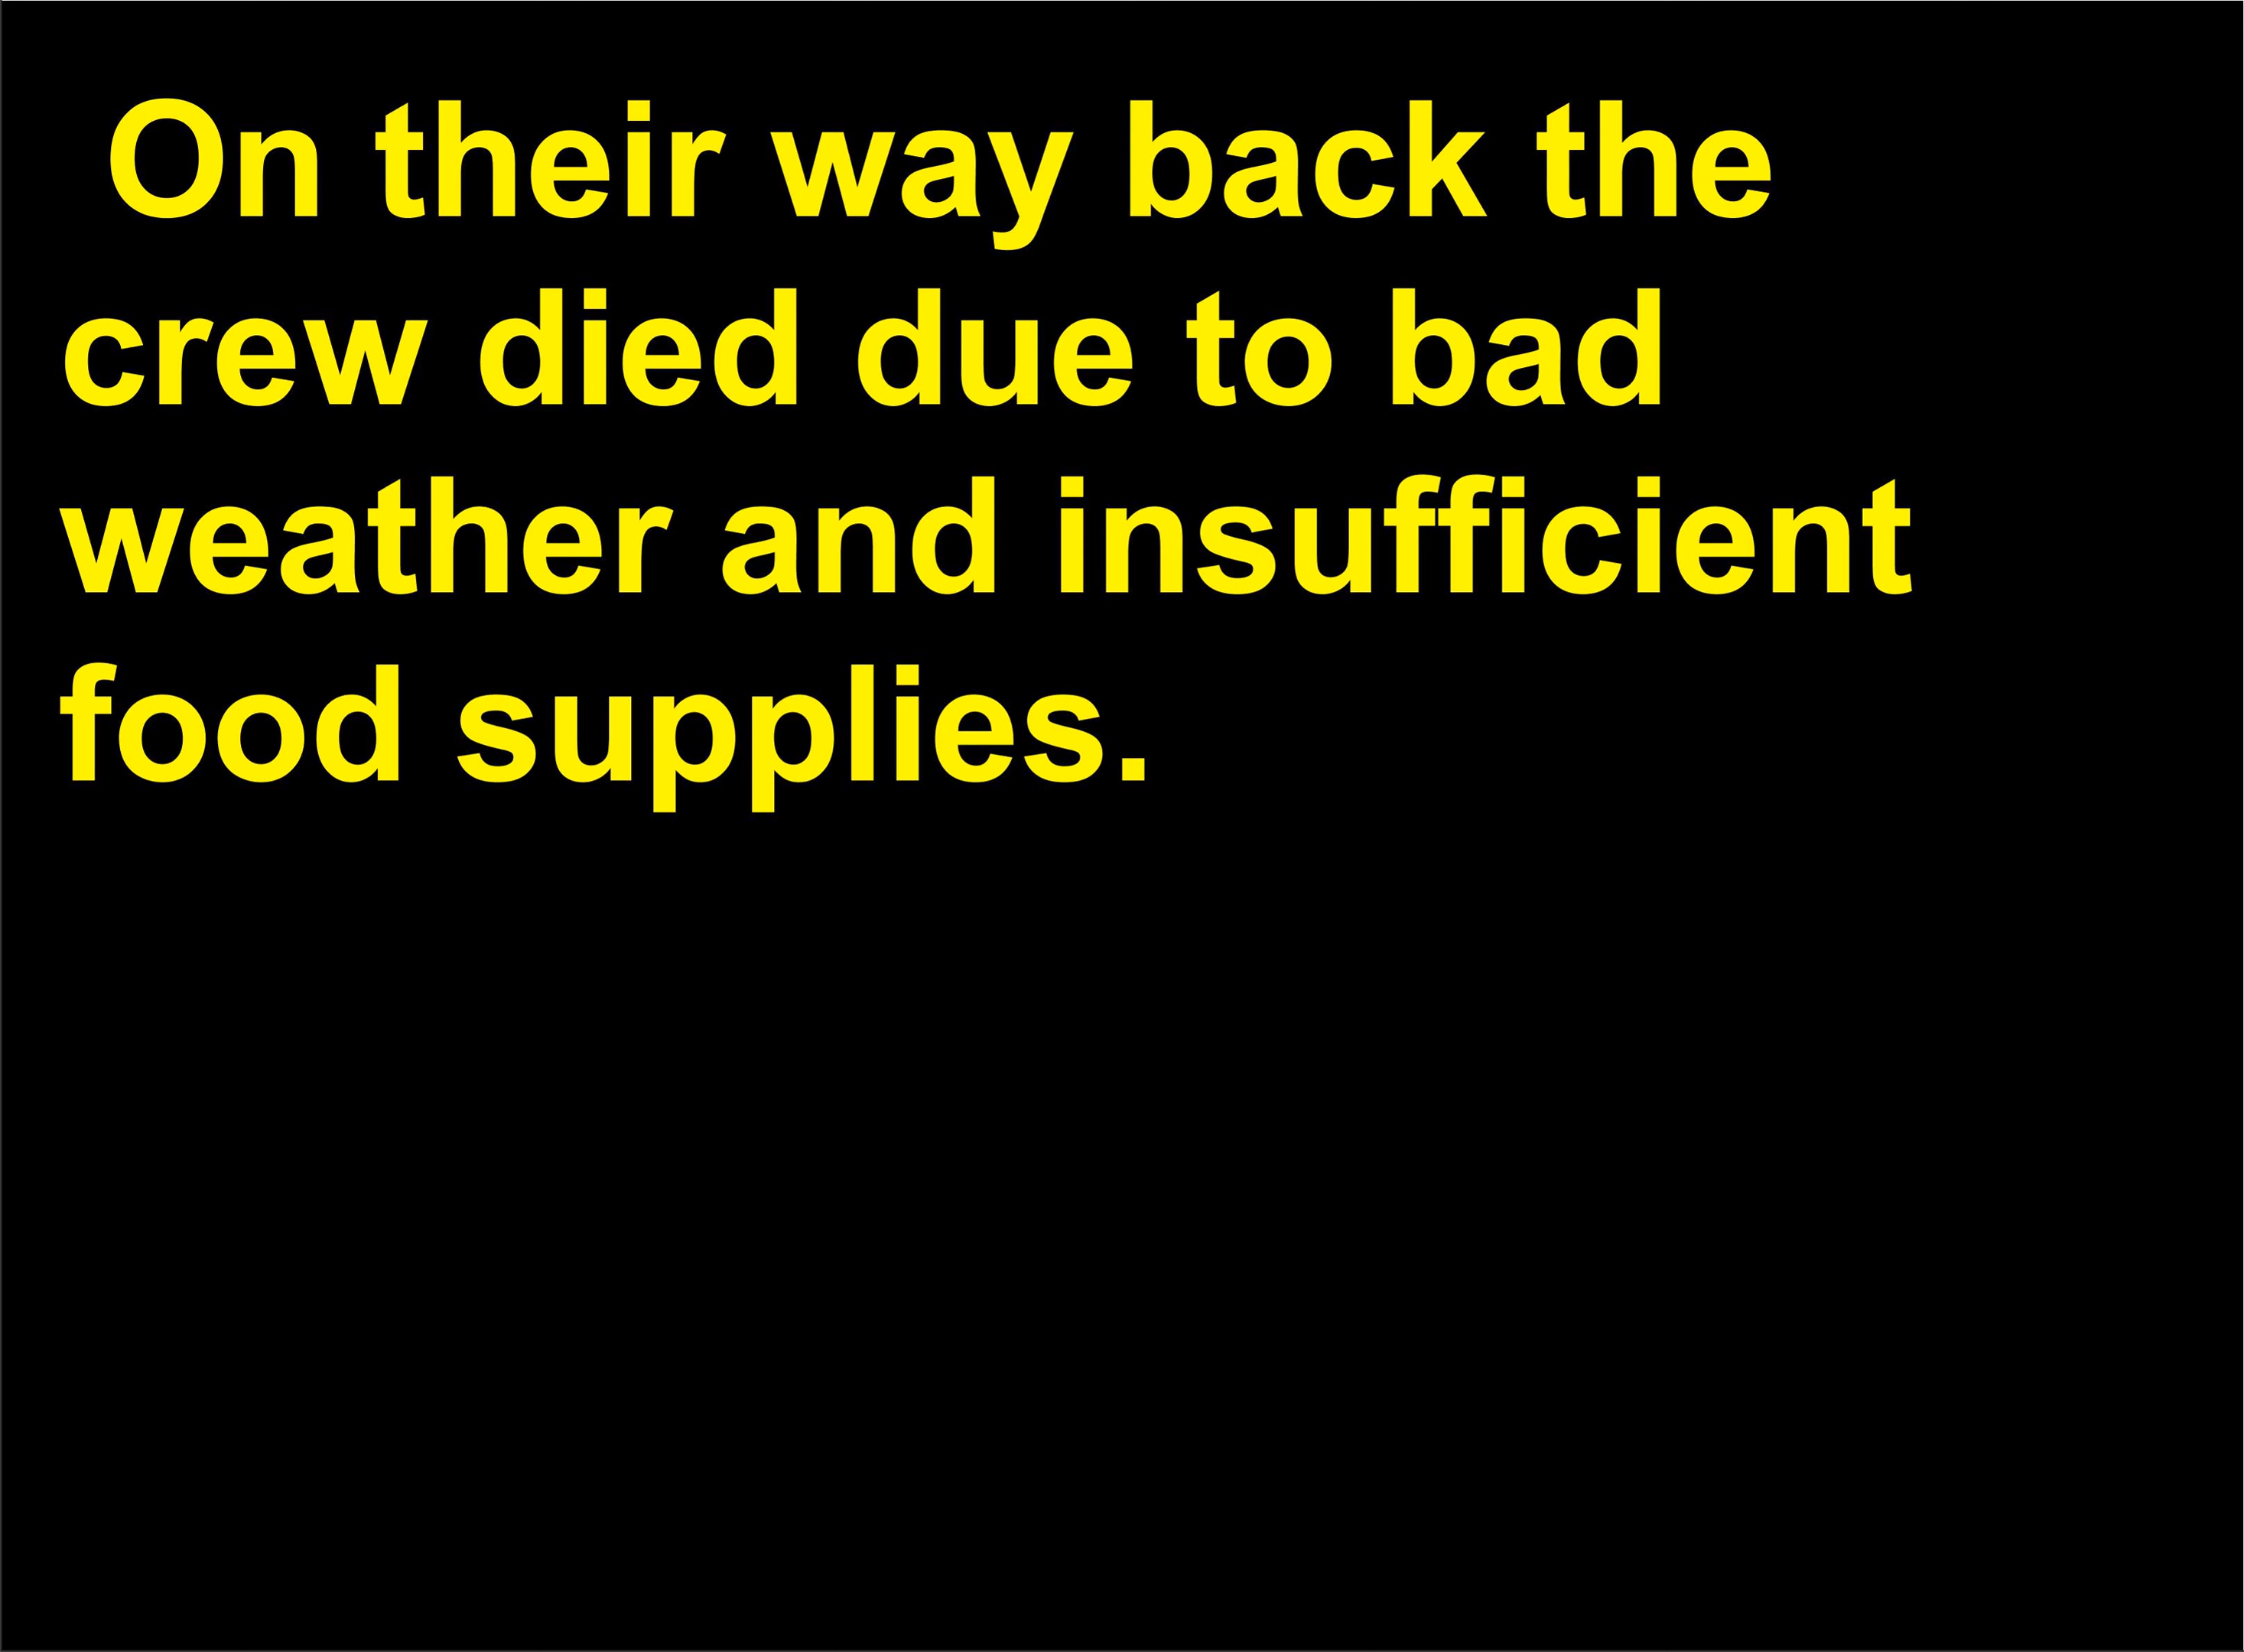 On their way back the
crew died due to bad
weather and insufficient
food supplies.